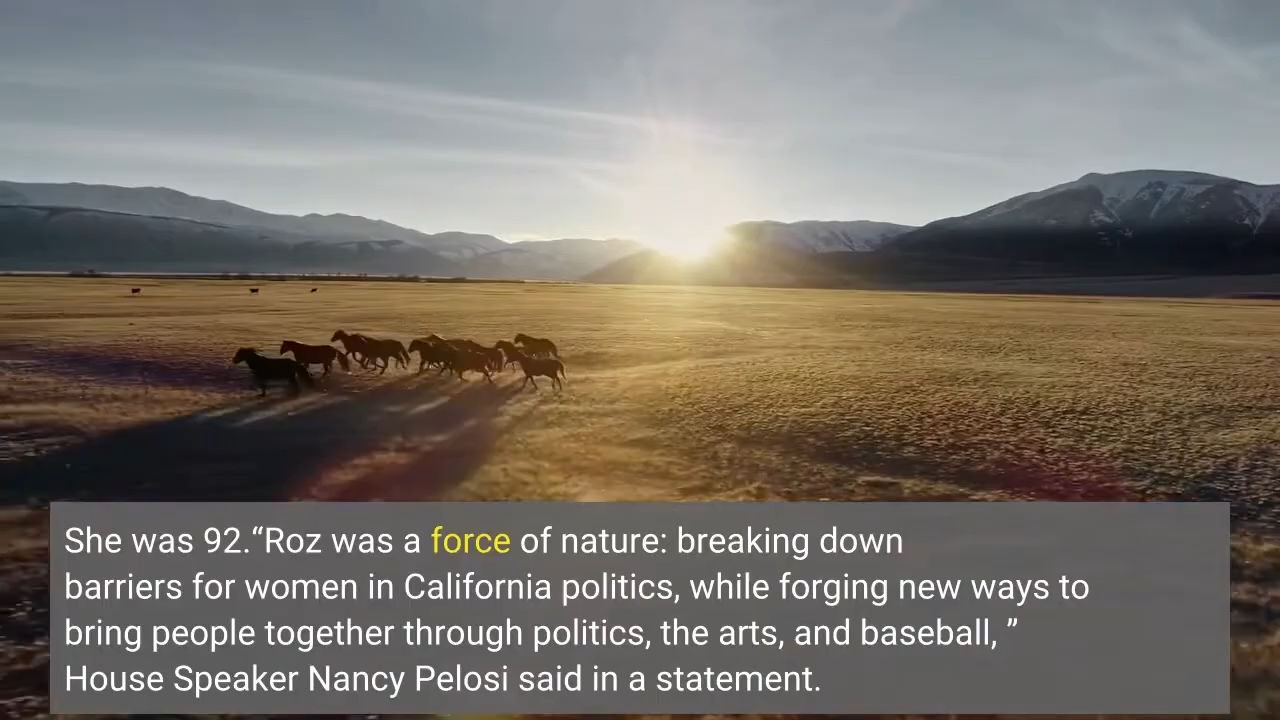 She was 92.“Roz was a force of nature: breaking down
barriers for women in California politics, while forging new ways to
bring people together through politics, the arts, and baseball, ”
House Speaker Nancy Pelosi said in a statement.